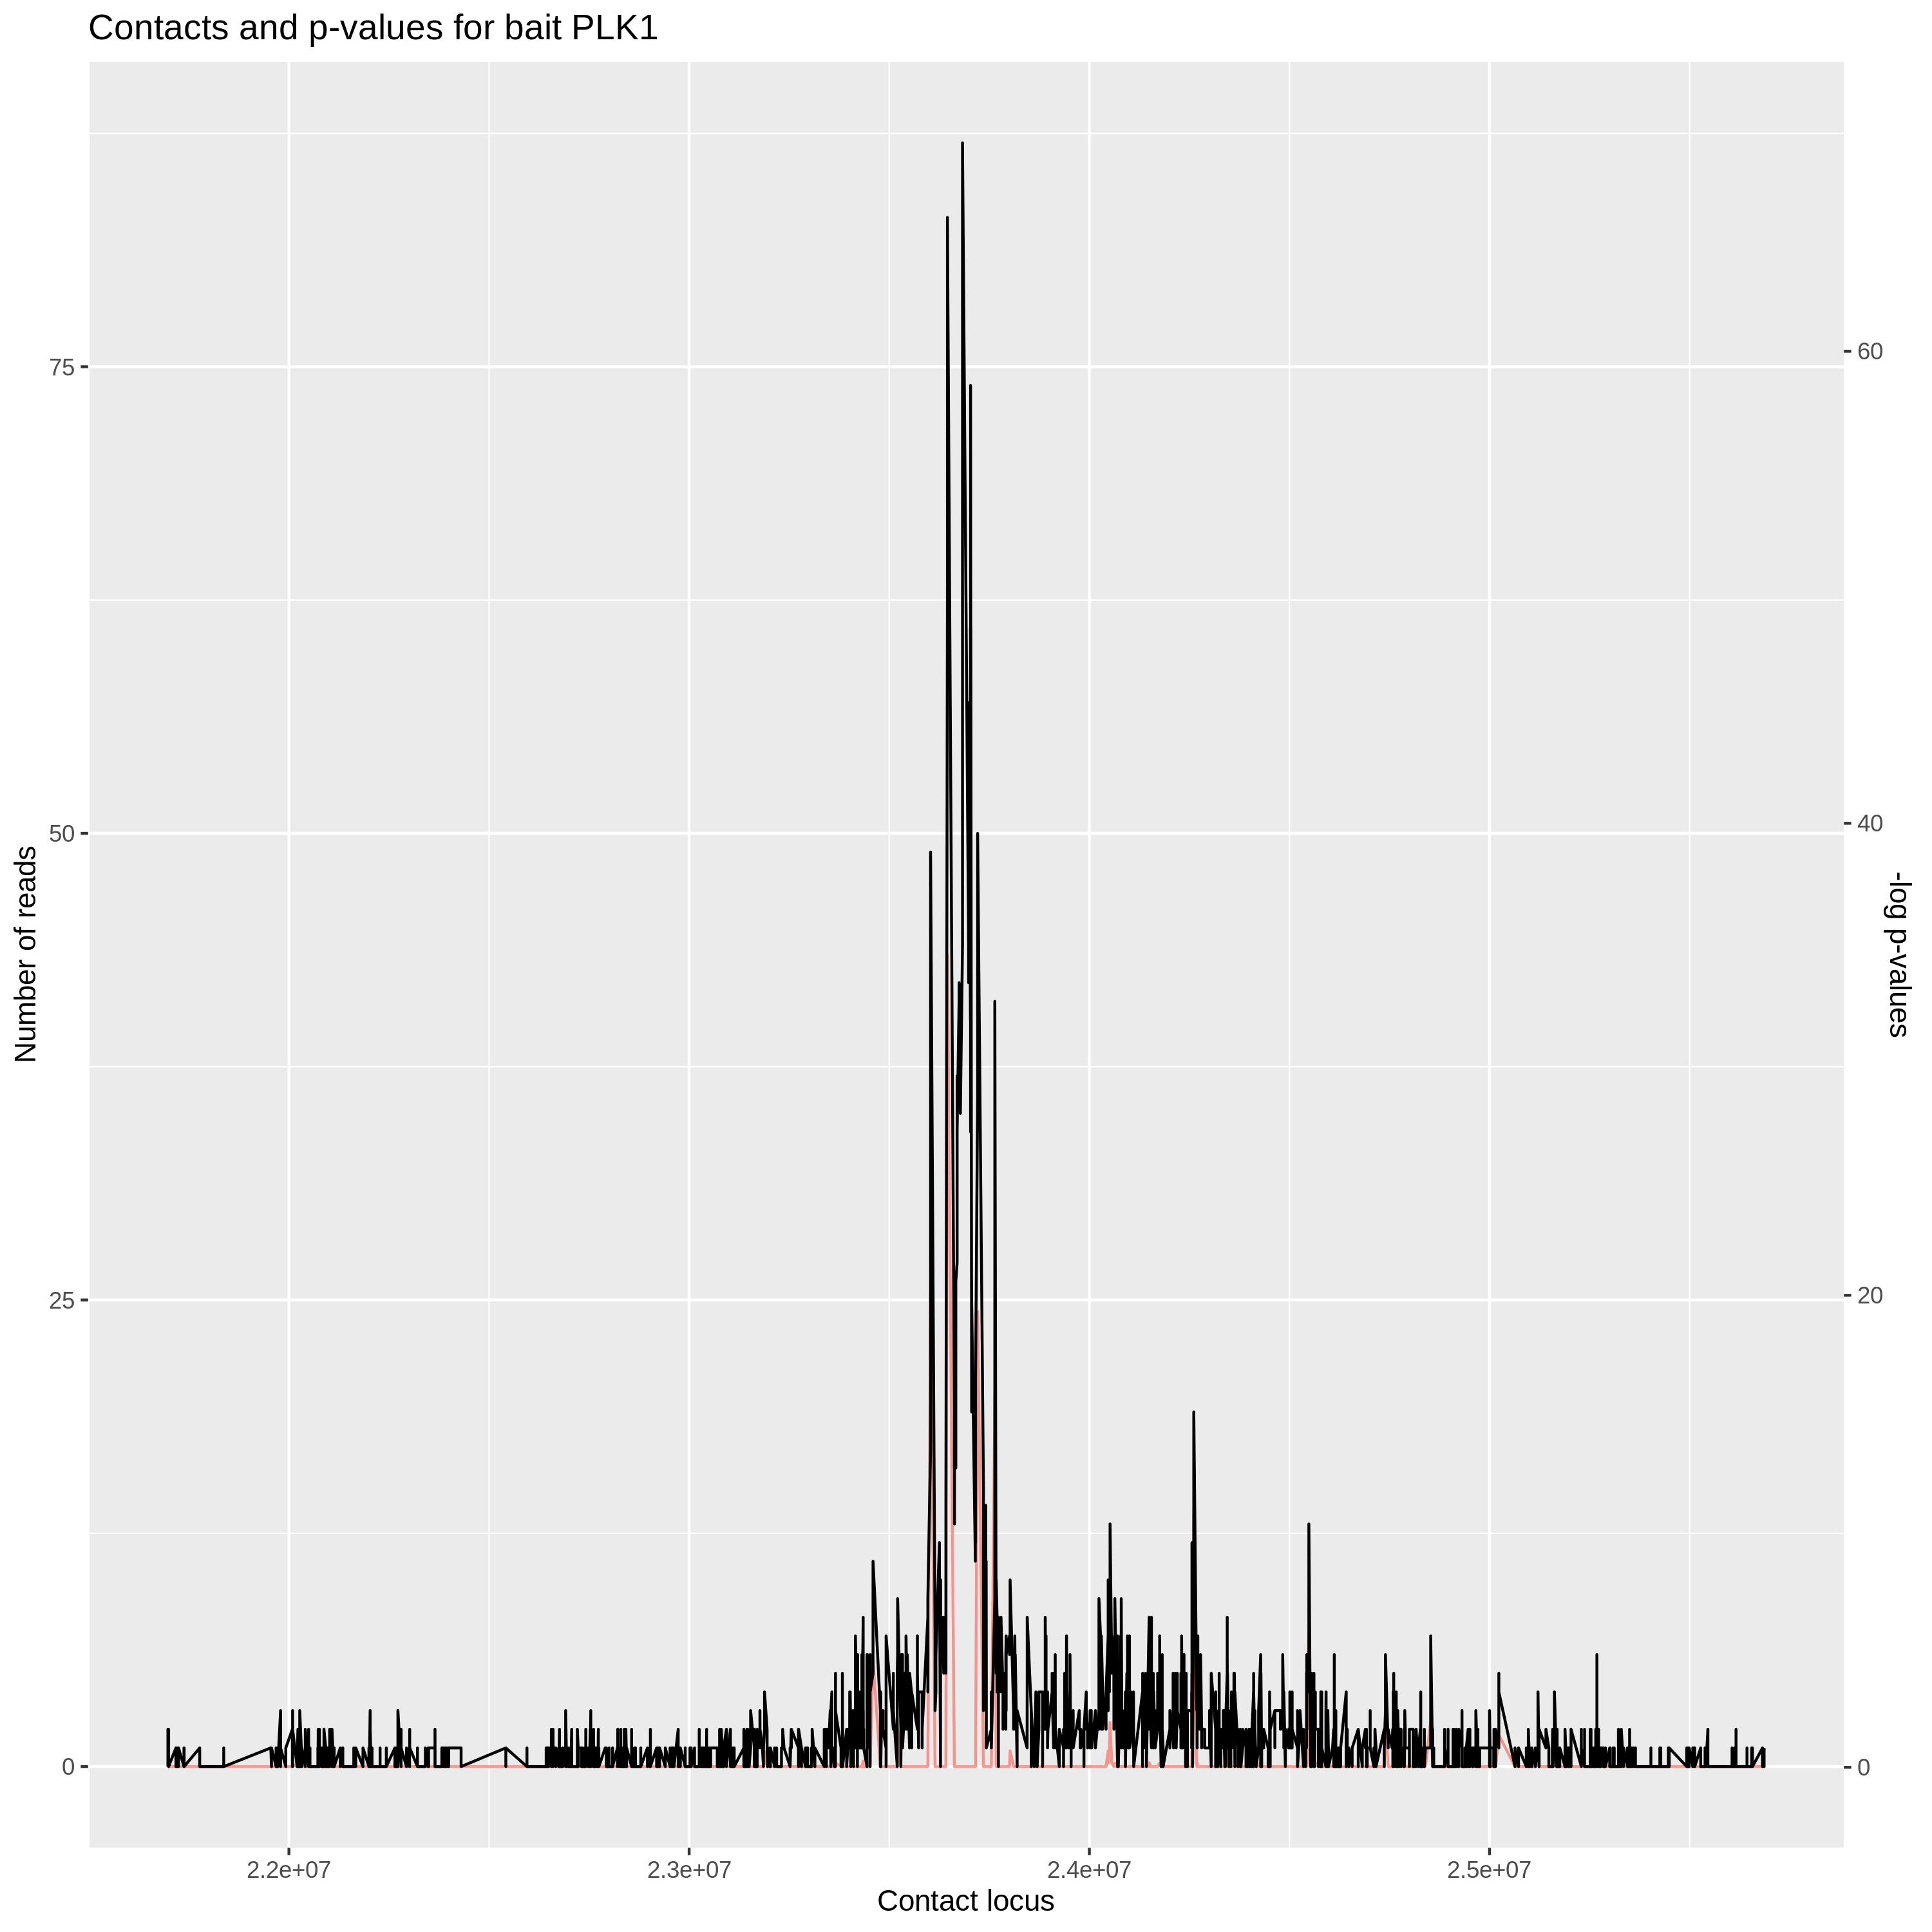 Contacts and p-values for bait PLK1
75
50
25
0
60
40
20
0
Number of reads
-log p-values
2.2e+07 2.3e+07 2.4e+07 2.5e+07
Contact locus